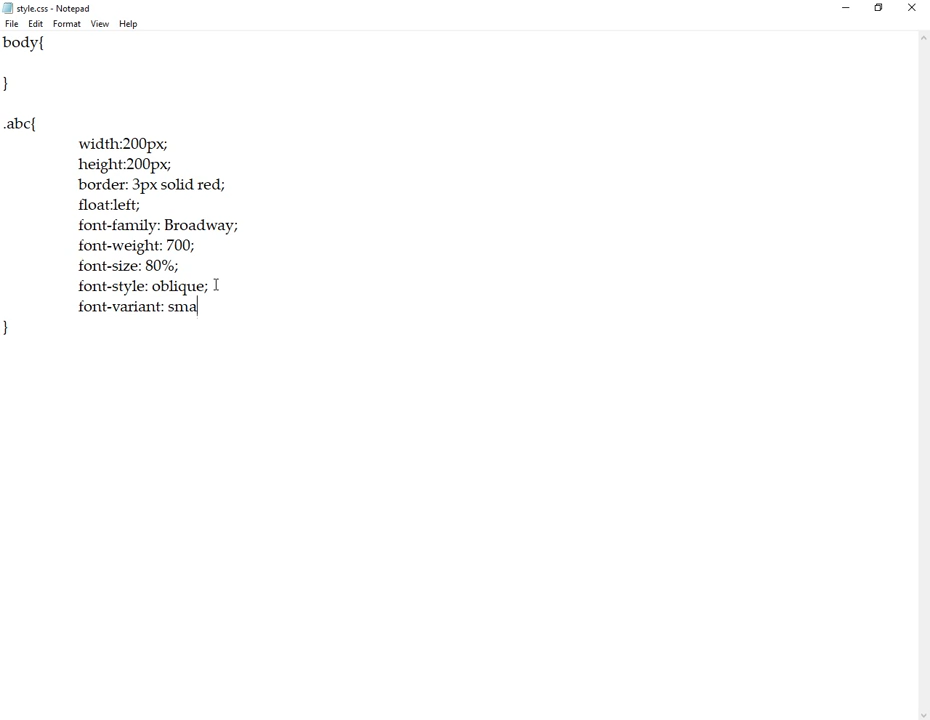 style.css - Notepad
File Edit Format View Help
body{
}
.abc{
width:200px;
height:200px;
border: 3px solid red;
float:left;
font-family: Broadway;
font-weight: 700;
font-size: 80%;
font-style: oblique;
font-variant: sma
}